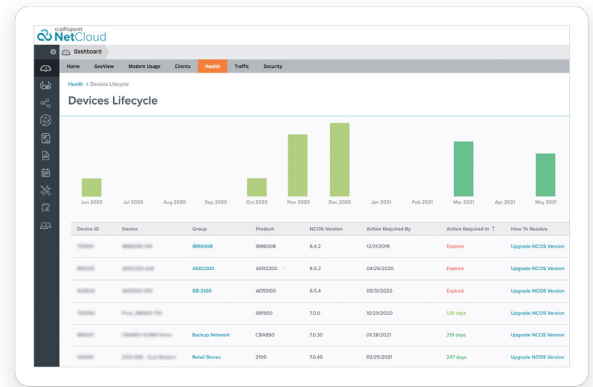 cradlepoint
NetCloud
Dashboard
Home GeoView Modem Usage Clients Health Traffic Security
Health > Devices Lifecycle
Devices Lifecycle
Jun 2020 Jul 2020 Aug 2020 Sep 2020 Oct 2020 Nov 2020 Dec 2020 Jan 2021 Feb 2021 Mar 2021 Apr 2021 May 2021
Device ID Device Group Product NCOS Version Action Required By Action Required In ↑ How To Resolve
IBR600B IBR600B 6.4.2 12/31/2019 Expired Upgrade NCOS Version
AER2200 AER2200 6.5.2 04/25/2020 Expired Upgrade NCOS Version
RB-3100 AER3100 6.5.4 05/31/2020 Expired Upgrade NCOS Version
IBR900 7.0.0 10/29/2020 128 days Upgrade NCOS Version
Backup Network CBA850 7.0.30 01/28/2021 219 days Upgrade NCOS Version
Retail Stores 2100 7.0.40 02/25/2021 247 days Upgrade NCOS Version